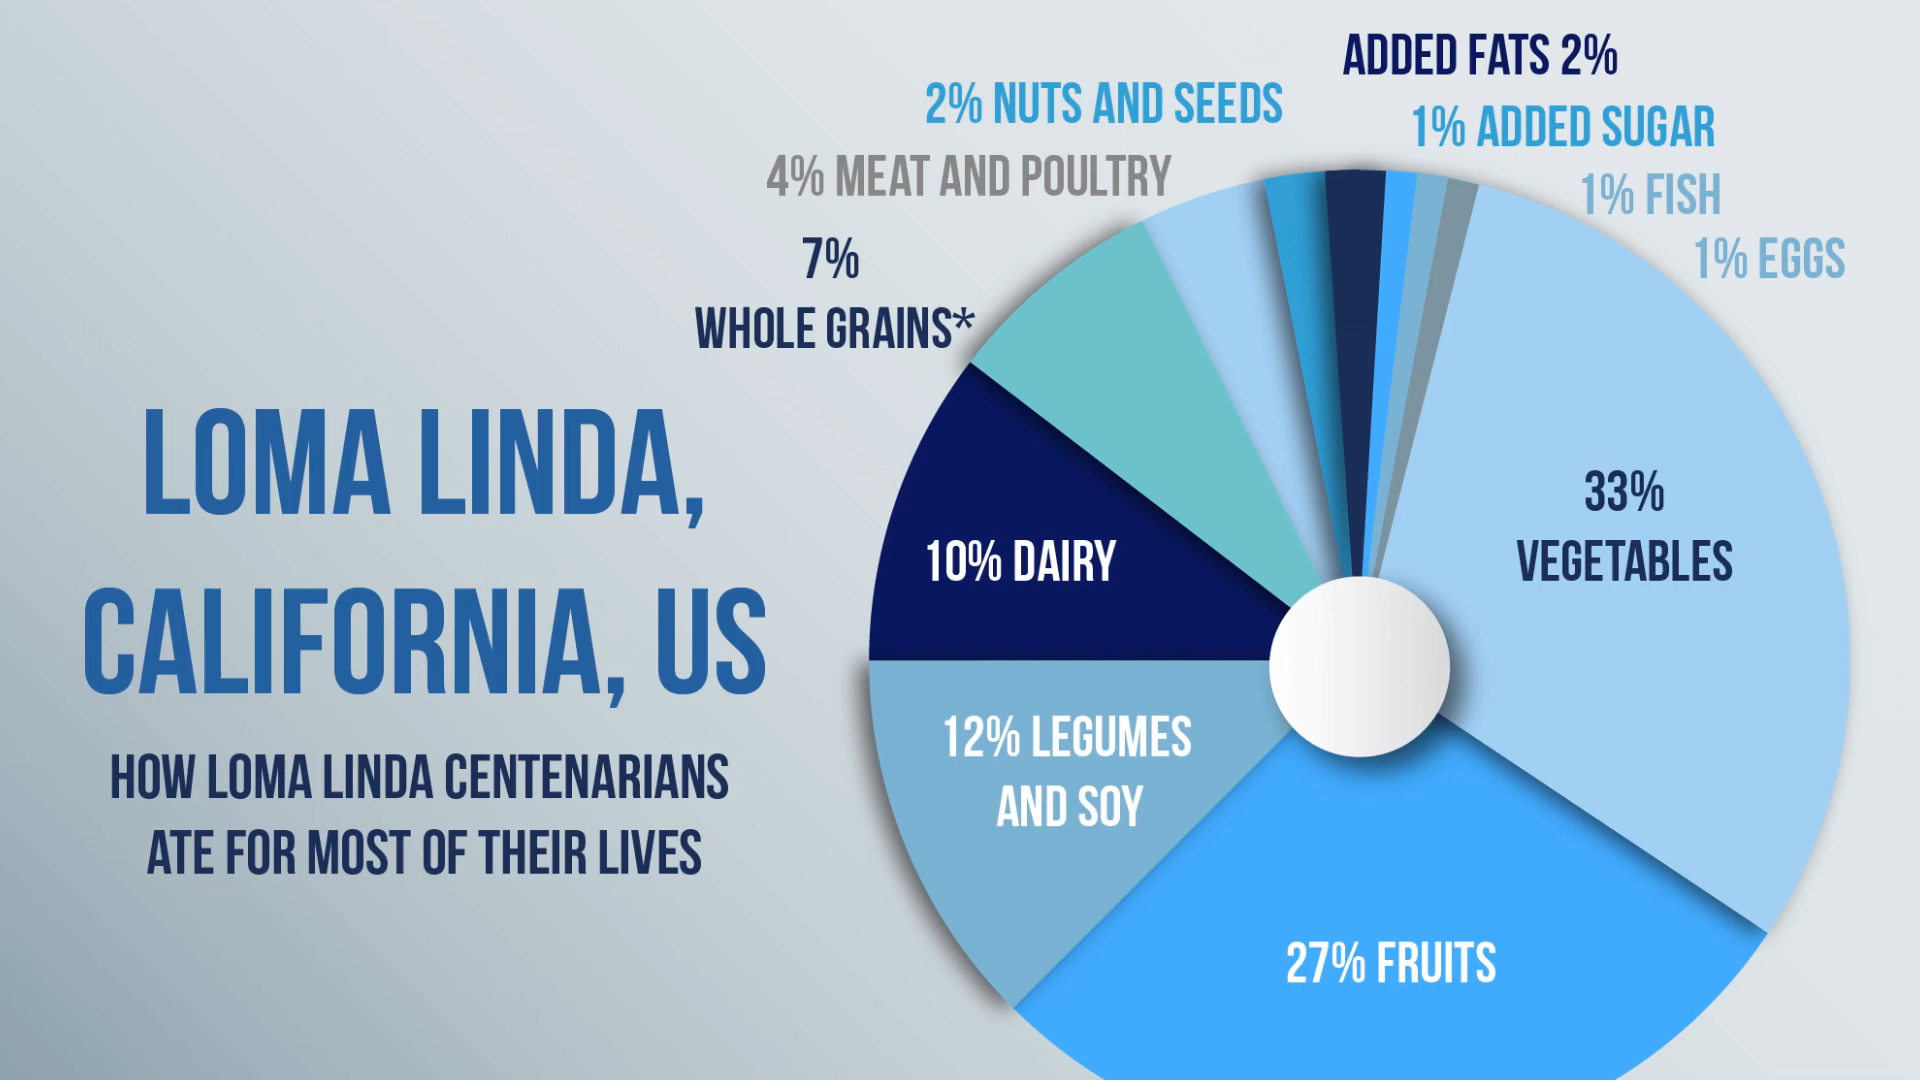 ADDED FATS 2%
2% NUTS AND SEEDS
1% ADDED SUGAR
4% MEAT AND POULTRY
1% FISH
7%
WHOLE GRAINS*
1% EGGS
LOMA LINDA,
CALIFORNIA, US
HOW LOMA LINDA CENTENARIANS
ATE FOR MOST OF THEIR LIVES
33%
VEGETABLES
10% DAIRY
12% LEGUMES
AND SOY
27% FRUITS